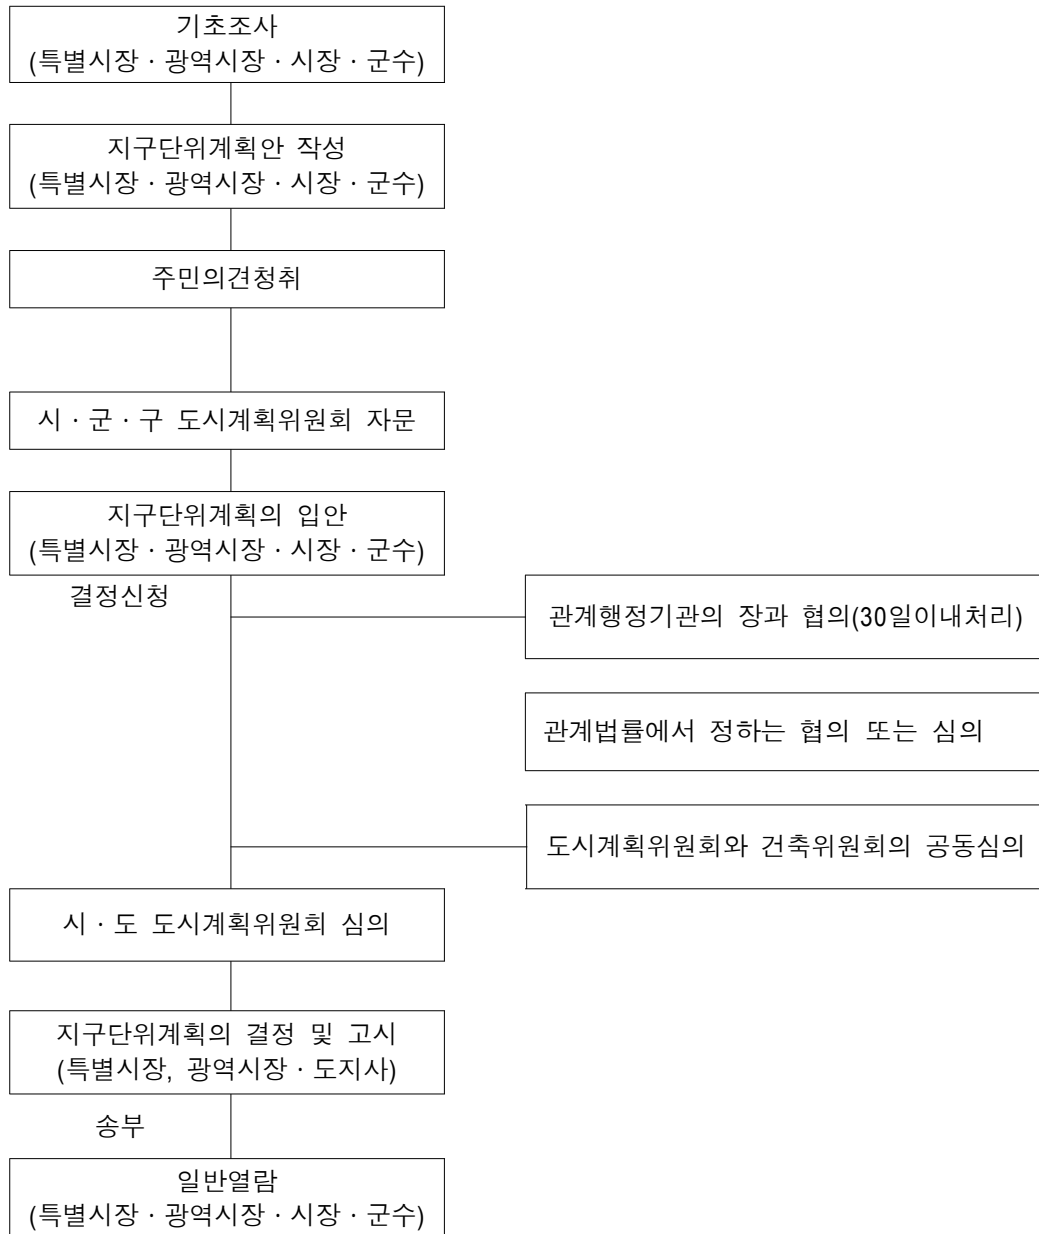 기초조사
(특별시장 · 광역시장 · 시장 · 군수)
지구단위계획안 작성
(특별시장 · 광역시장 · 시장 · 군수)
주민의견청취
시 · 군 · 구 도시계획위원회 자문
지구단위계획의 입안
(특별시장 · 광역시장 · 시장 · 군수)
결정신청
관계행정기관의 장과 협의(30일이내처리)
관계법률에서 정하는 협의 또는 심의
도시계획위원회와 건축위원회의 공동심의
시 · 도 도시계획위원회 심의
지구단위계획의 결정 및 고시
(특별시장, 광역시장 · 도지사)
송부
일반열람
(특별시장 · 광역시장 · 시장 · 군수)